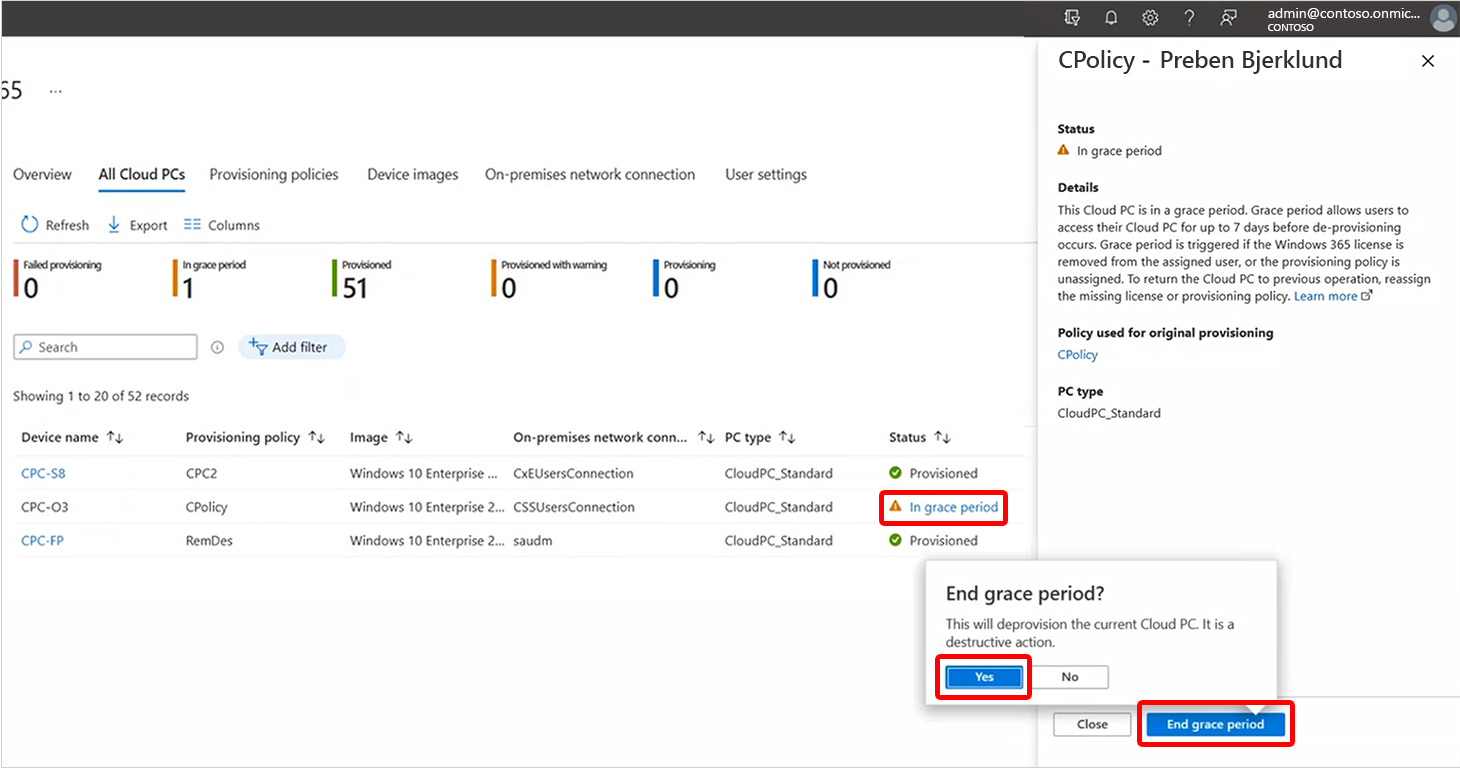 admin@contoso.onmic...
CONTOSO
65 ...
Overview All Cloud PCs Provisioning policies Device images On-premises network connection User settings
Refresh Export Columns
Failed provisioning In grace period Provisioned Provisioned with warning Provisioning Not provisioned
0 1 51 0 0 0
Search Add filter
Showing 1 to 20 of 52 records
Device name Provisioning policy Image On-premises network conn... PC type Status
CPC-S8 CPC2 Windows 10 Enterprise ... CxEUsersConnection CloudPC_Standard Provisioned
CPC-O3 CPolicy Windows 10 Enterprise 2... CSSUsersConnection CloudPC_Standard In grace period
CPC-FP RemDes Windows 10 Enterprise 2... saudm CloudPC_Standard Provisioned
CPolicy - Preben Bjerklund
Status
In grace period
Details
This Cloud PC is in a grace period. Grace period allows users to
access their Cloud PC for up to 7 days before de-provisioning
occurs. Grace period is triggered if the Windows 365 license is
removed from the assigned user, or the provisioning policy is
unassigned. To return the Cloud PC to previous operation, reassign
the missing license or provisioning policy. Learn more
Policy used for original provisioning
CPolicy
PC type
CloudPC_Standard
End grace period?
This will deprovision the current Cloud PC. It is a
destructive action.
Yes No
Close End grace period